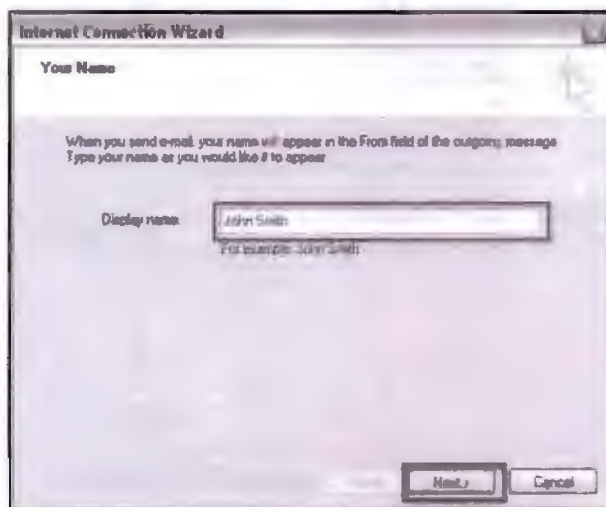 Internet Connection Wizard
Your Name
When you send e-mail, your name will appear in the From field of the outgoing message.
Type your name as you would like it to appear.
Display name:
John Smith
For example: John Smith
Next >
Cancel